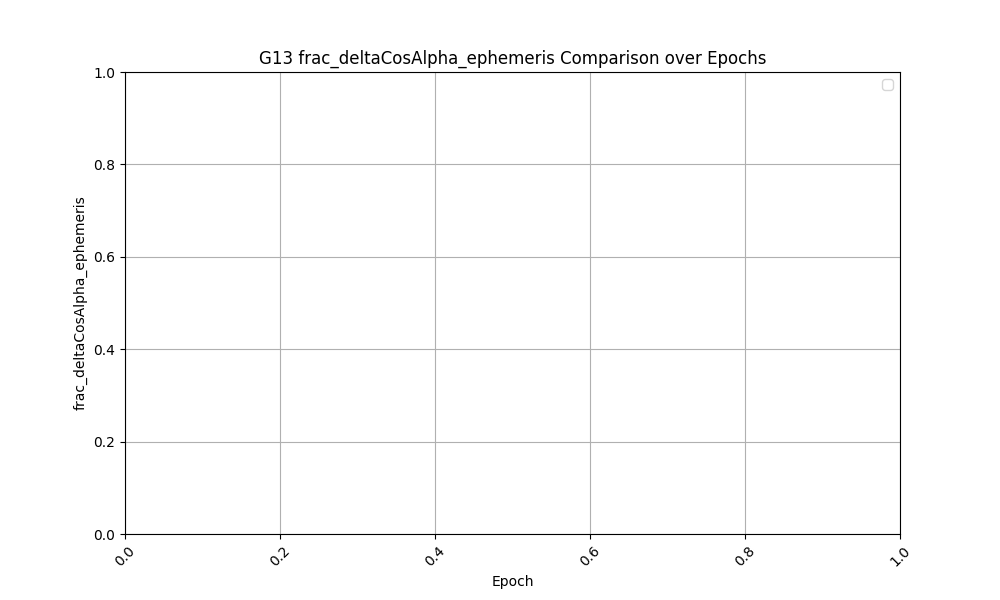 G13 frac_deltaCosAlpha_ephemeris Comparison over Epochs
1.0
0.8
0.6
0.4
0.2
0.0
frac_deltaCosAlpha_ephemeris
0.0 0.2 0.4 0.6 0.8 1.0
Epoch